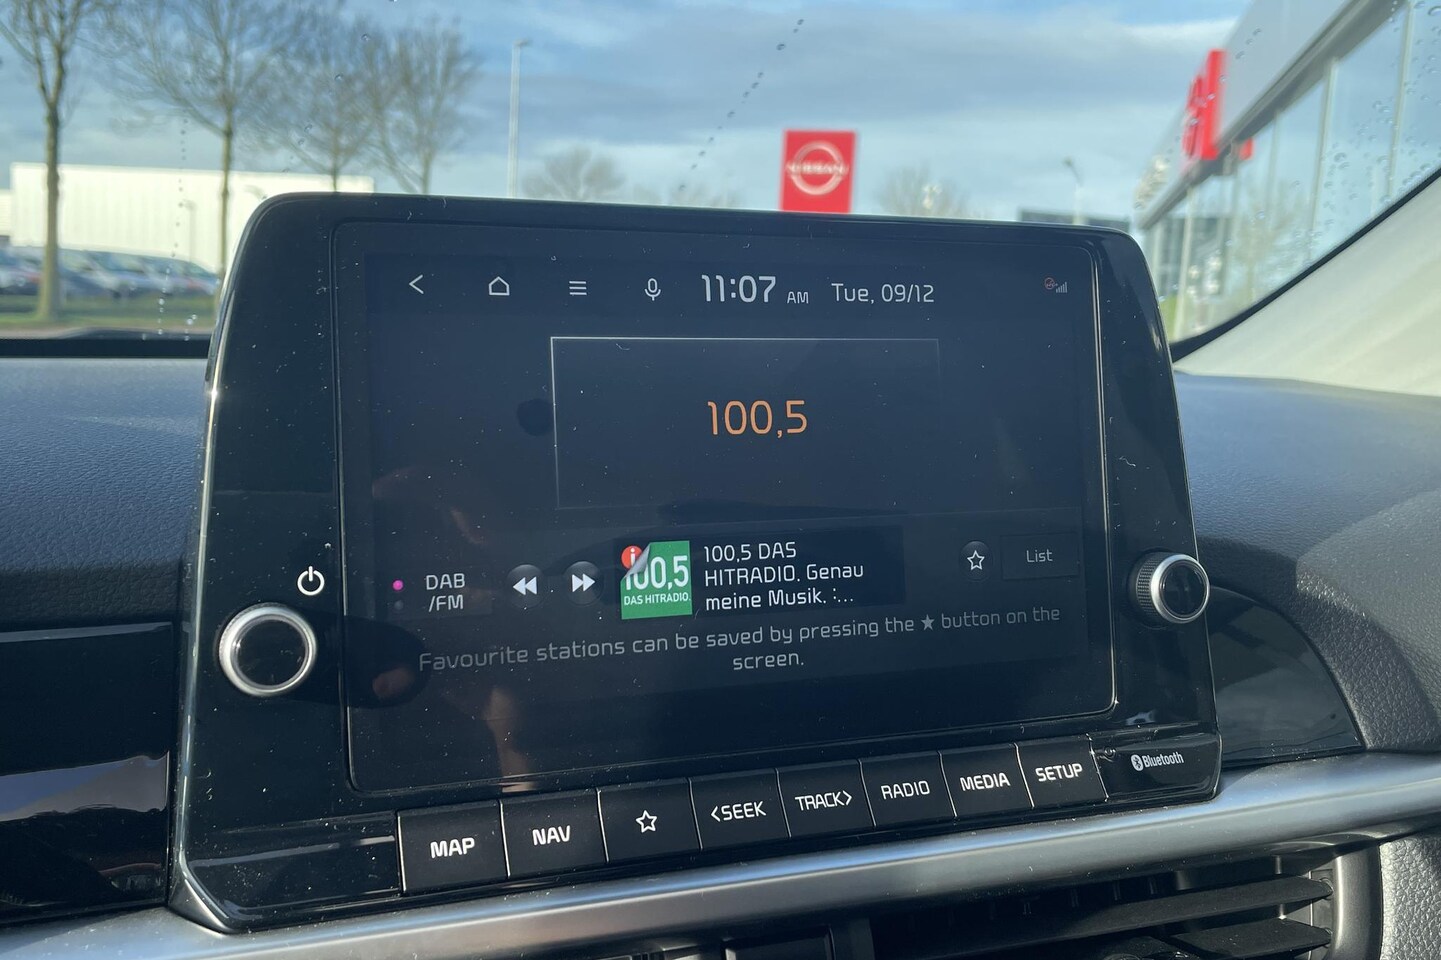 NISSAN
11:07 AM Tue, 09/12
100,5
DAB
/FM
i
100,5
DAS HITRADIO.
100,5 DAS
HITRADIO. Genau
meine Musik. :...
List
Favourite stations can be saved by pressing the ★ button on the
screen.
MAP NAV ☆ <SEEK TRACK> RADIO MEDIA SETUP
Bluetooth